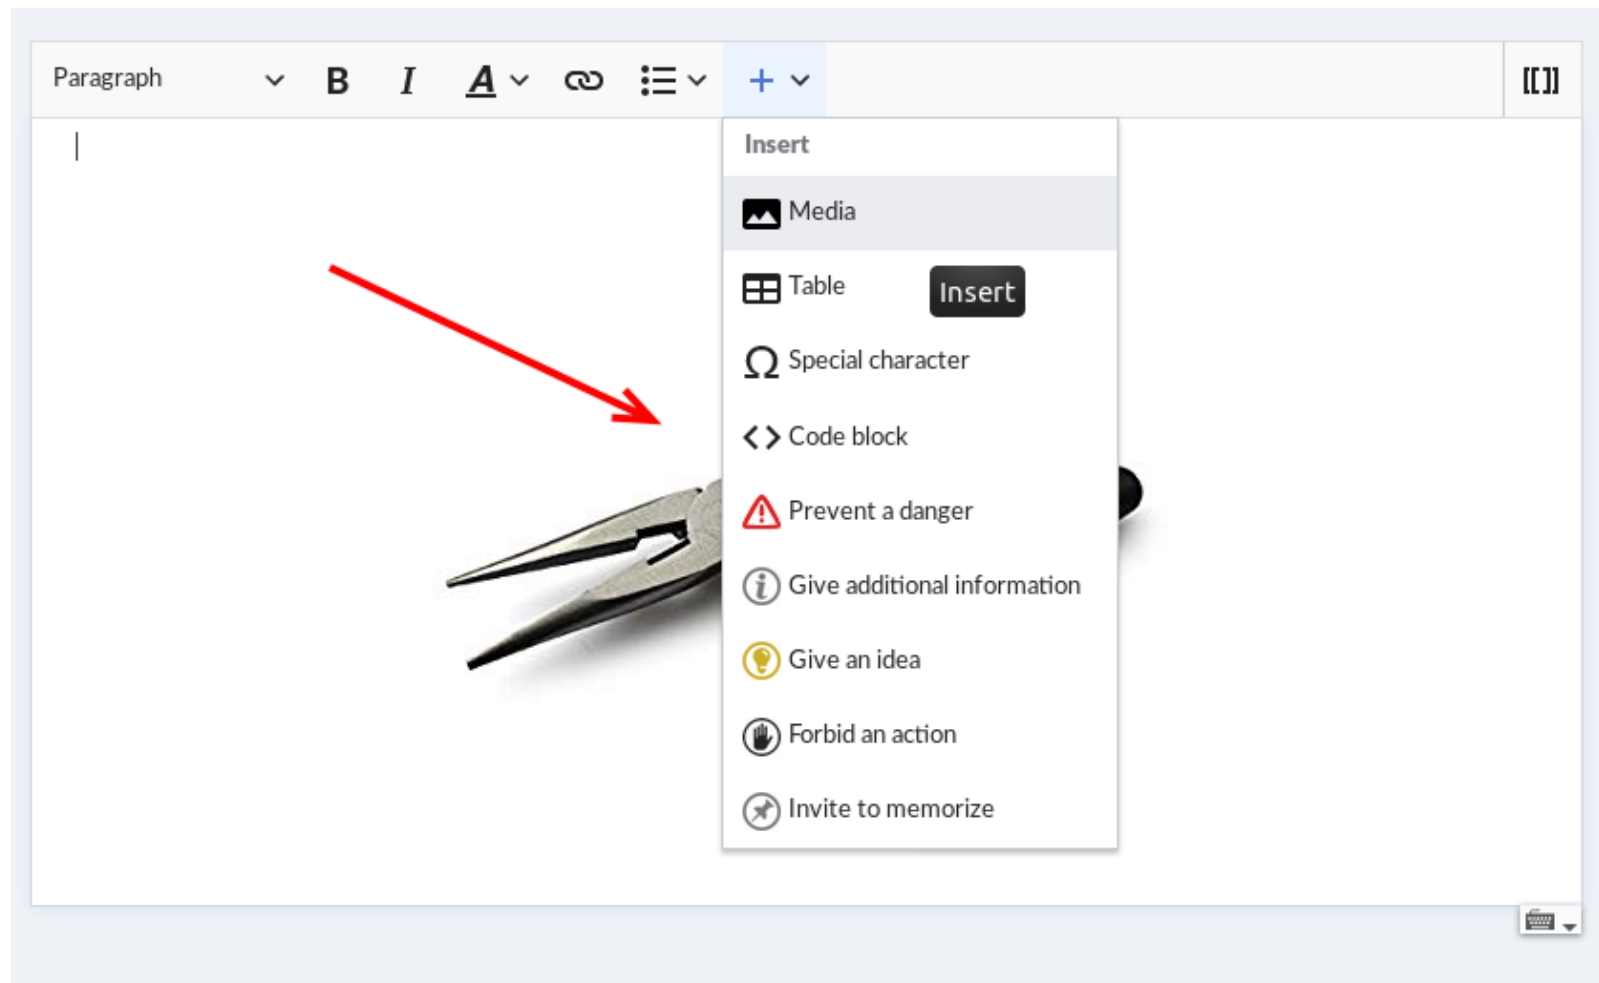 Paragraph
B I A
[[]]
Insert
Media
Table
Insert
Special character
Code block
Prevent a danger
Give additional information
Give an idea
Forbid an action
Invite to memorize